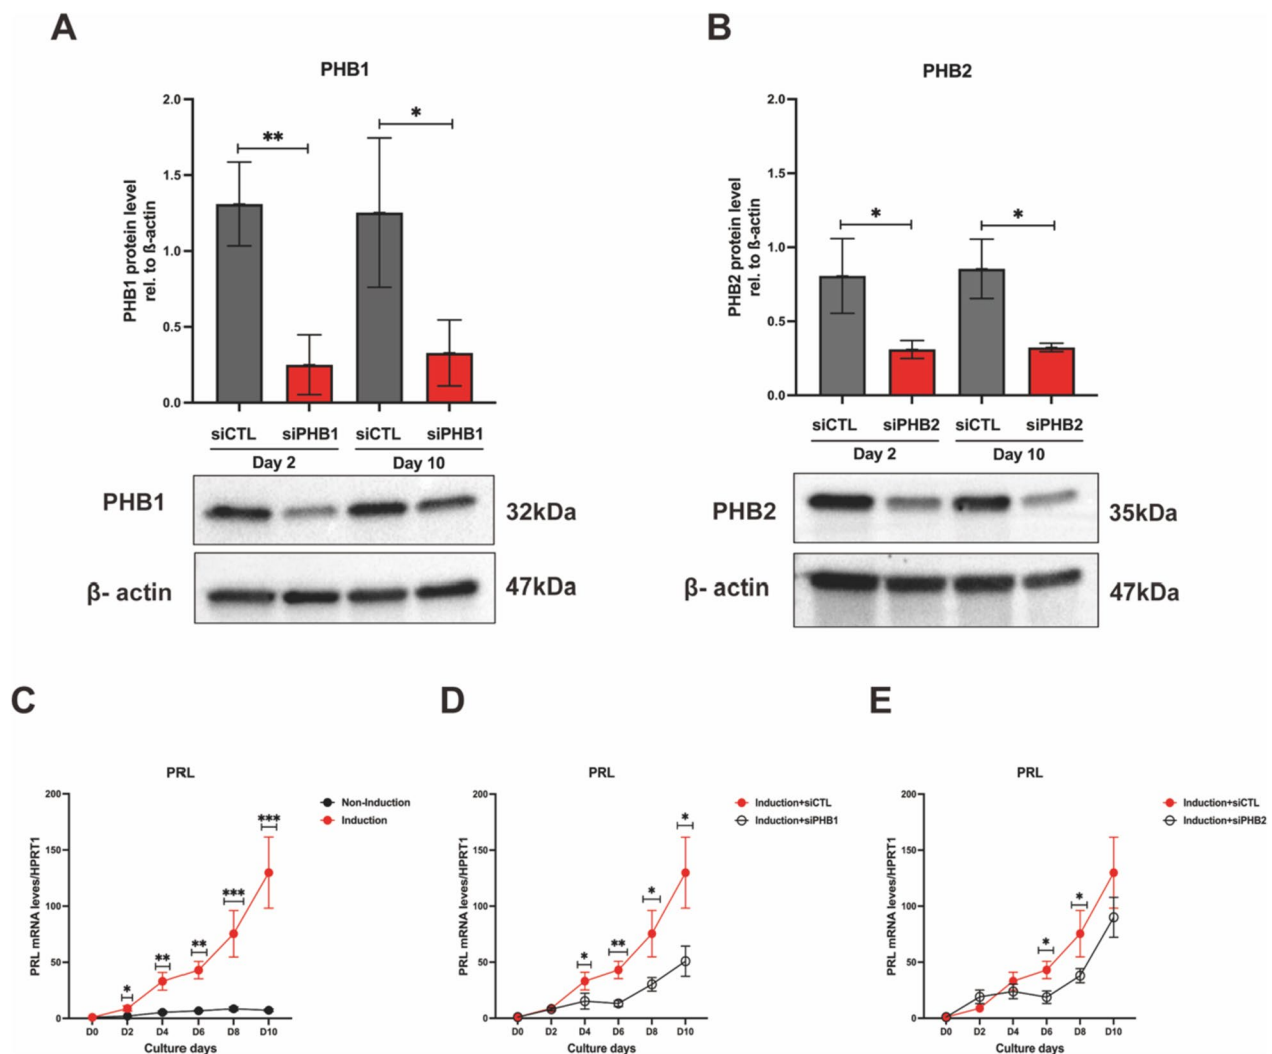 A
PHB1
PHB1 protein level
rel. to ß-actin
2.0
1.5
1.0
0.5
0.0
**
*
siCTL siPHB1 siCTL siPHB1
Day 2 Day 10
PHB1 32kDa
β- actin 47kDa
B
PHB2
PHB2 protein level
rel. to ß-actin
2.0
1.5
1.0
0.5
0.0
*
*
siCTL siPHB2 siCTL siPHB2
Day 2 Day 10
PHB2 35kDa
β- actin 47kDa
C
PRL
PRL mRNA leves/HPRT1
200
150
100
50
0
*
**
**
***
***
Non-Induction
Induction
D0 D2 D4 D6 D8 D10
Culture days
D
PRL
PRL mRNA leves/HPRT1
200
150
100
50
0
*
**
*
*
Induction+siCTL
Induction+siPHB1
D0 D2 D4 D6 D8 D10
Culture days
E
PRL
PRL mRNA leves/HPRT1
200
150
100
50
0
*
*
Induction+siCTL
Induction+siPHB2
D0 D2 D4 D6 D8 D10
Culture days